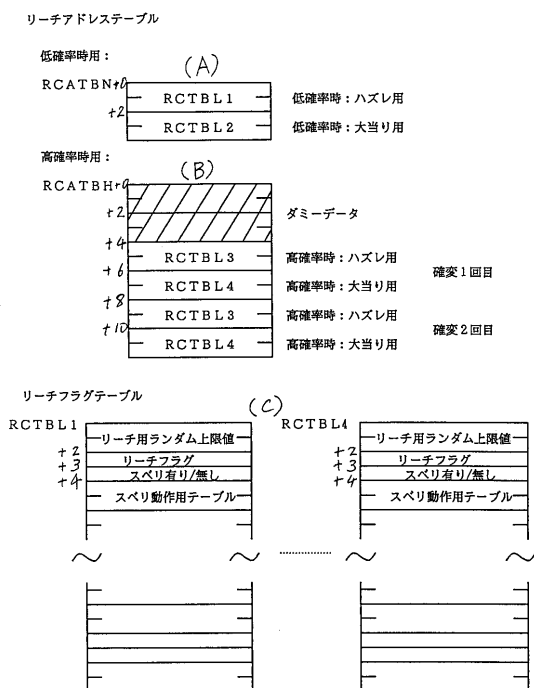 リーチアドレステーブル
低確率時用：
(A)
RCATBN+0
RCTBL1 低確率時：ハズレ用
+2
RCTBL2 低確率時：大当り用
高確率時用：
(B)
RCATBH+0
+2
ダミーデータ
+4
RCTBL3 高確率時：ハズレ用
+6
確変1回目
RCTBL4 高確率時：大当り用
+8
RCTBL3 高確率時：ハズレ用
+10
確変2回目
RCTBL4 高確率時：大当り用
リーチフラグテーブル
(C)
RCTBL1 RCTBL4
リーチ用ランダム上限値 リーチ用ランダム上限値
+2 +2
リーチフラグ リーチフラグ
+3 +3
スベリ有り/無し スベリ有り/無し
+4 +4
スベリ動作用テーブル スベリ動作用テーブル